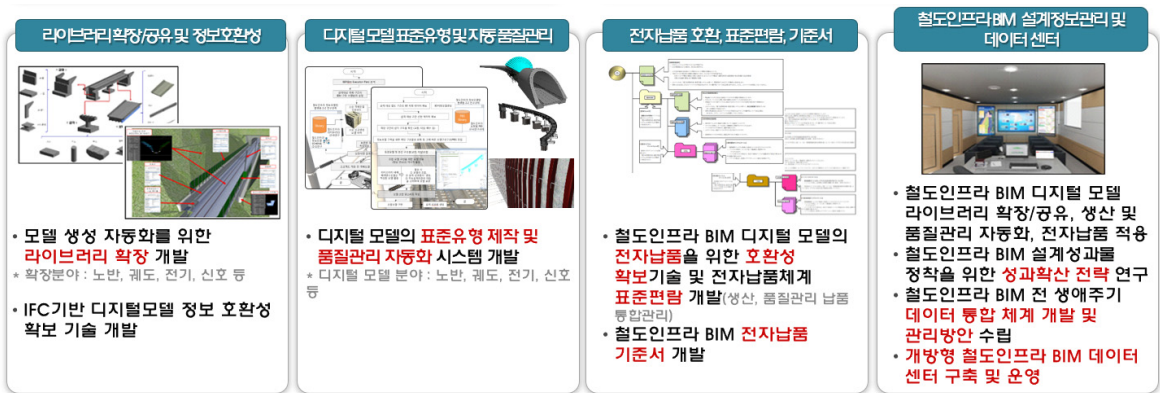 라이브러리 확장/공유 및 정보호환성
• 모델 생성 자동화를 위한
라이브러리 확장 개발
* 확장분야 : 노반, 궤도, 전기, 신호 등
• IFC기반 디지털모델 정보 호환성
확보 기술 개발
디지털 모델 표준유형 및 자동 품질관리
• 디지털 모델의 표준유형 제작 및
품질관리 자동화 시스템 개발
* 디지털 모델 분야 : 노반, 궤도, 전기, 신호
등
전자납품 호환, 표준편람, 기준서
• 철도인프라 BIM 디지털 모델의
전자납품을 위한 호환성
확보기술 및 전자납품체계
표준편람 개발(생산, 품질관리 납품
통합관리)
• 철도인프라 BIM 전자납품
기준서 개발
철도인프라 BIM 설계정보관리 및
데이터 센터
• 철도인프라 BIM 디지털 모델
라이브러리 확장/공유, 생산 및
품질관리 자동화, 전자납품 적용
• 철도인프라 BIM 설계성과물
정착을 위한 성과확산 전략 연구
• 철도인프라 BIM 전 생애주기
데이터 통합 체계 개발 및
관리방안 수립
• 개방형 철도인프라 BIM 데이터
센터 구축 및 운영